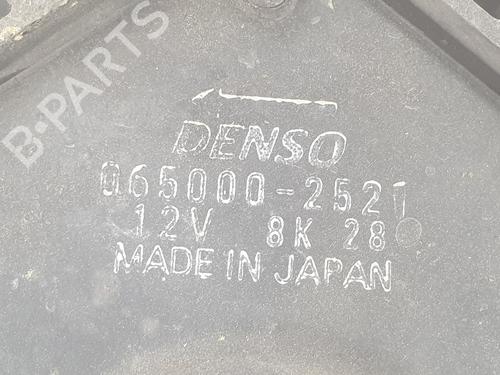 B-PARTS
DENSO
065000-2521
12V 8K 28
MADE IN JAPAN